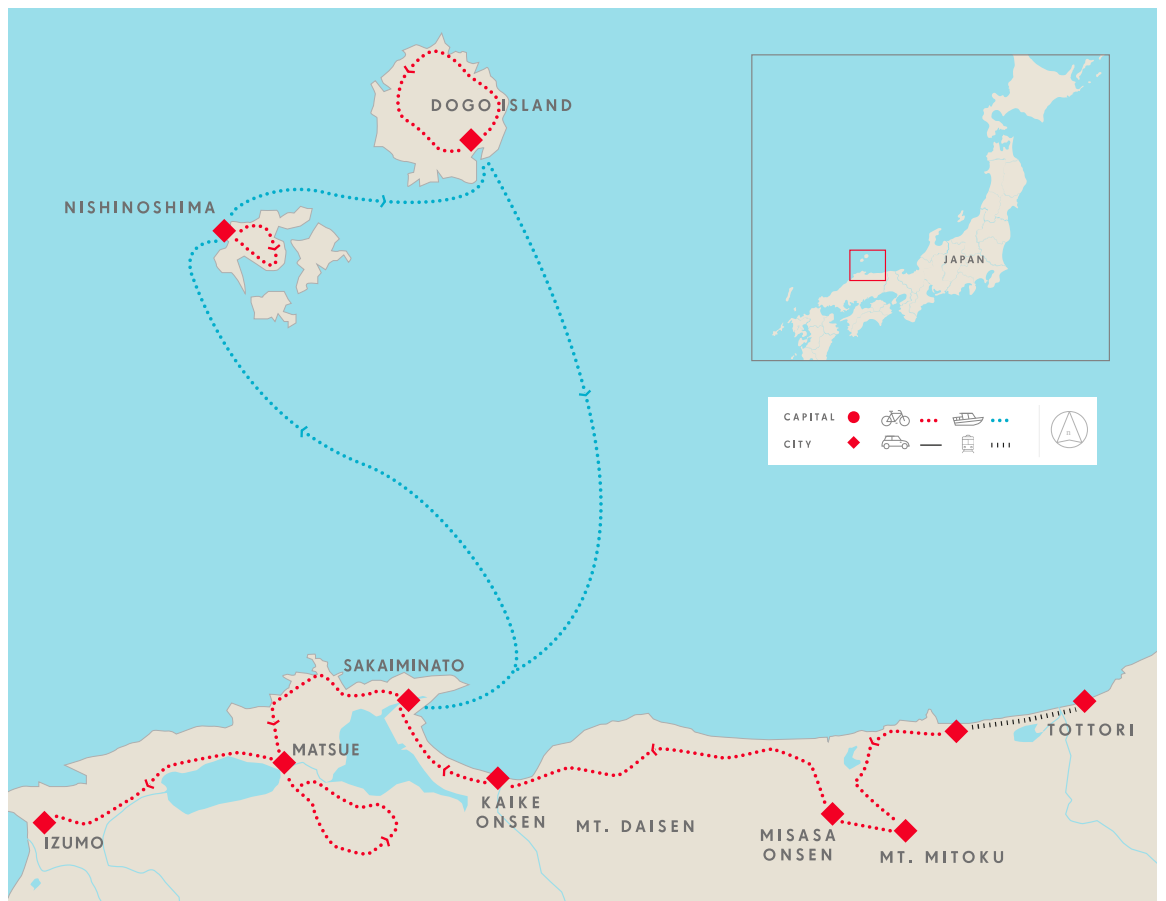 DOGO ISLAND
NISHINOSHIMA
JAPAN
CAPITAL
CITY
SAKAIMINATO
MATSUE
TOTTORI
KAIKE
ONSEN
MT. DAISEN
MISASA
ONSEN
MT. MITOKU
IZUMO